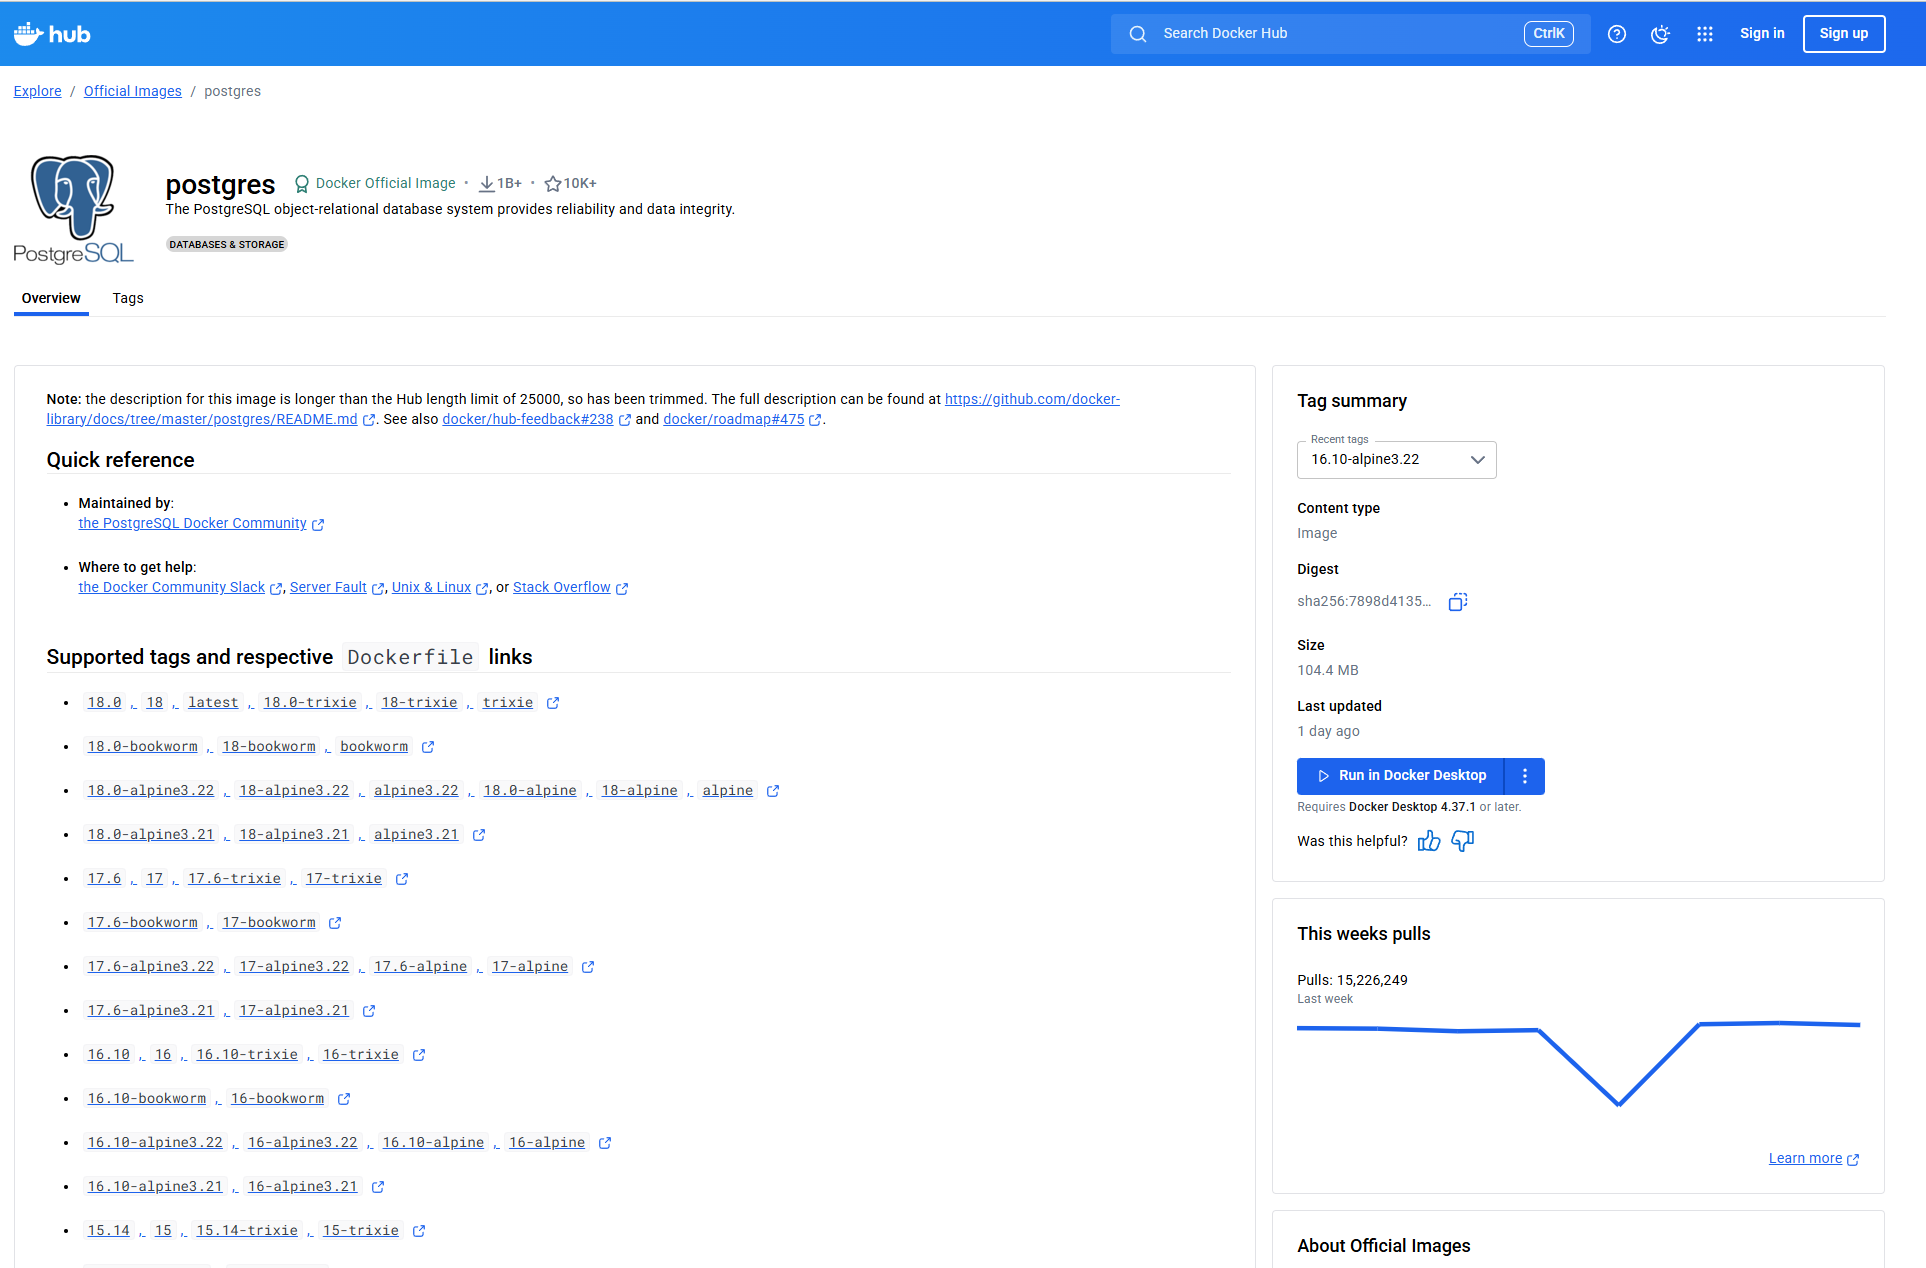 hub
Search Docker Hub
CtrlK
Sign in
Sign up
Explore / Official Images / postgres
PostgreSQL
postgres Docker Official Image • 1B+ • 10K+
The PostgreSQL object-relational database system provides reliability and data integrity.
DATABASES & STORAGE
Overview Tags
Note: the description for this image is longer than the Hub length limit of 25000, so has been trimmed. The full description can be found at https://github.com/docker-
library/docs/tree/master/postgres/README.md. See also docker/hub-feedback#238 and docker/roadmap#475.
Quick reference
• Maintained by:
the PostgreSQL Docker Community
• Where to get help:
the Docker Community Slack, Server Fault, Unix & Linux, or Stack Overflow
Supported tags and respective Dockerfile links
• 18.0, 18, latest, 18.0-trixie, 18-trixie, trixie
• 18.0-bookworm, 18-bookworm, bookworm
• 18.0-alpine3.22, 18-alpine3.22, alpine3.22, 18.0-alpine, 18-alpine, alpine
• 18.0-alpine3.21, 18-alpine3.21, alpine3.21
• 17.6, 17, 17.6-trixie, 17-trixie
• 17.6-bookworm, 17-bookworm
• 17.6-alpine3.22, 17-alpine3.22, 17.6-alpine, 17-alpine
• 17.6-alpine3.21, 17-alpine3.21
• 16.10, 16, 16.10-trixie, 16-trixie
• 16.10-bookworm, 16-bookworm
• 16.10-alpine3.22, 16-alpine3.22, 16.10-alpine, 16-alpine
• 16.10-alpine3.21, 16-alpine3.21
• 15.14, 15, 15.14-trixie, 15-trixie
Tag summary
Recent tags
16.10-alpine3.22
Content type
Image
Digest
sha256:7898d4135…
Size
104.4 MB
Last updated
1 day ago
Run in Docker Desktop
Requires Docker Desktop 4.37.1 or later.
Was this helpful?
This weeks pulls
Pulls: 15,226,249
Last week
Learn more
About Official Images